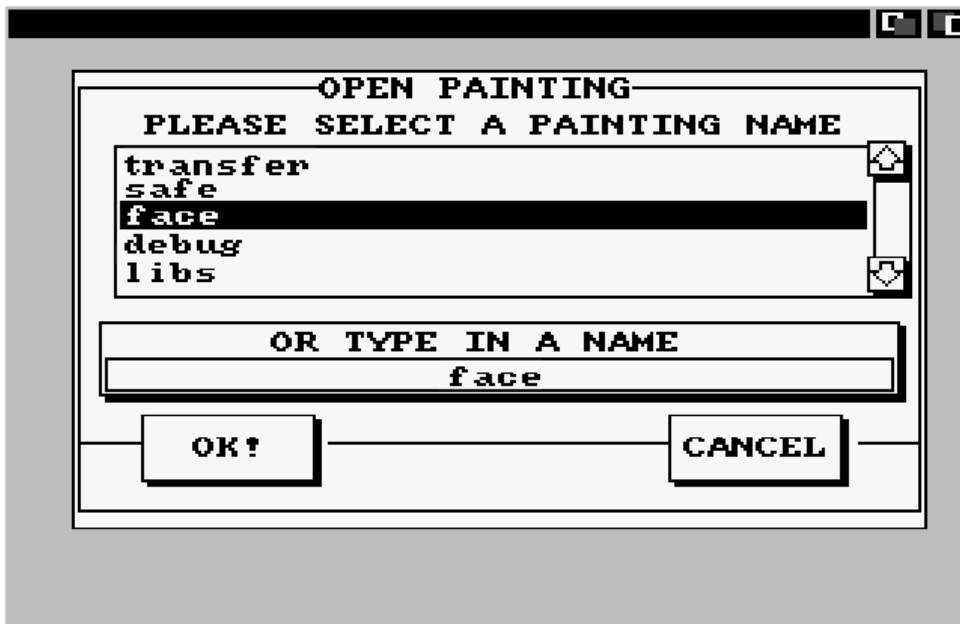 OPEN PAINTING
PLEASE SELECT A PAINTING NAME
transfer
safe
face
debug
libs
OR TYPE IN A NAME
face
OK!
CANCEL